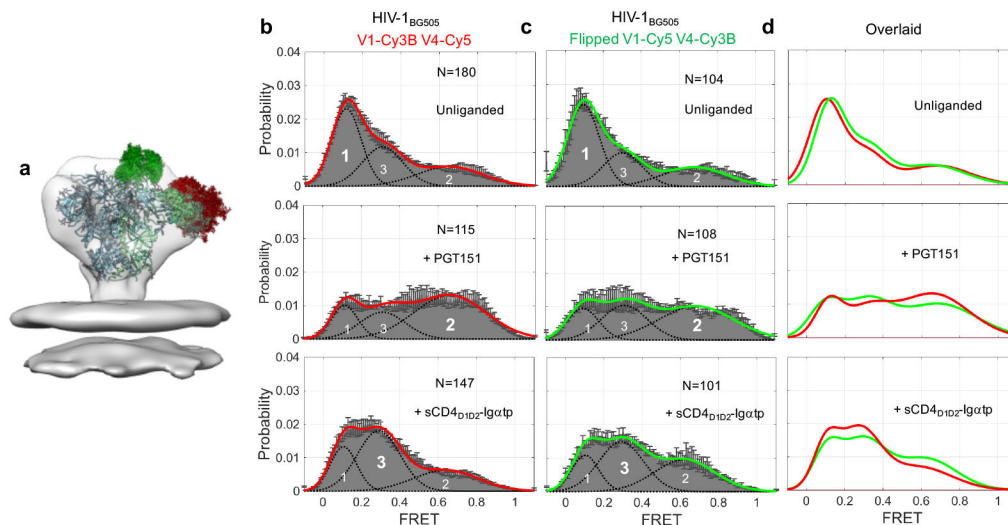 a
b
HIV-1BG505
V1-Cy3B V4-Cy5
c
HIV-1BG505
Flipped V1-Cy5 V4-Cy3B
d
Overlaid
Probability
0.04
0.03
0.02
0.01
0
N=180
Unliganded
1
3
2
N=104
Unliganded
1
3
2
Unliganded
Probability
0.04
0.03
0.02
0.01
0
N=115
+ PGT151
1
3
2
N=108
+ PGT151
1
3
2
+ PGT151
Probability
0.04
0.03
0.02
0.01
0
N=147
+ sCD4D1D2-Igαtp
1
3
2
N=101
+ sCD4D1D2-Igαtp
1
3
2
+ sCD4D1D2-Igαtp
0 0.2 0.4 0.6 0.8 1
FRET
0 0.2 0.4 0.6 0.8 1
FRET
0 0.2 0.4 0.6 0.8 1
FRET